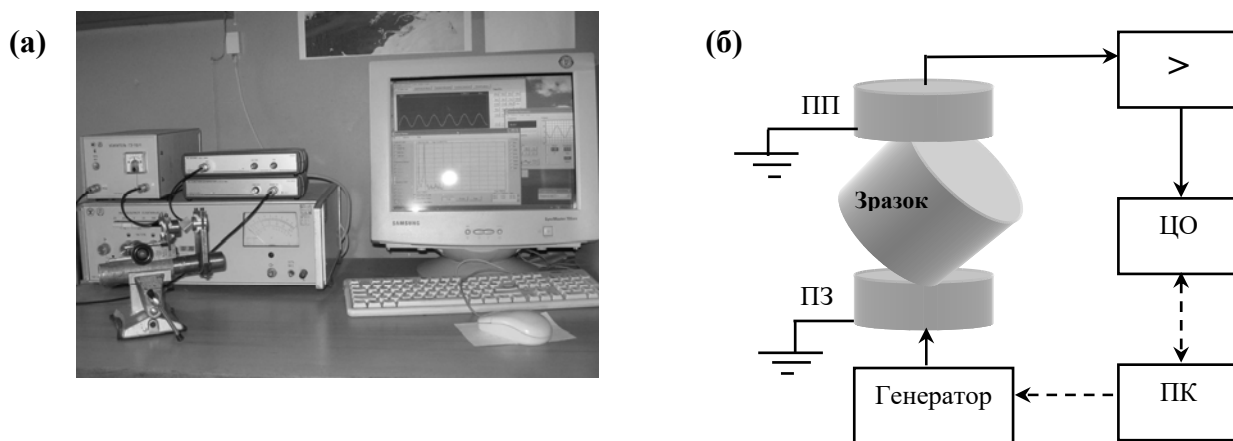 (а)
(б)
ПП
>
Зразок
ЦО
ПЗ
Генератор
ПК
SAMSUNG